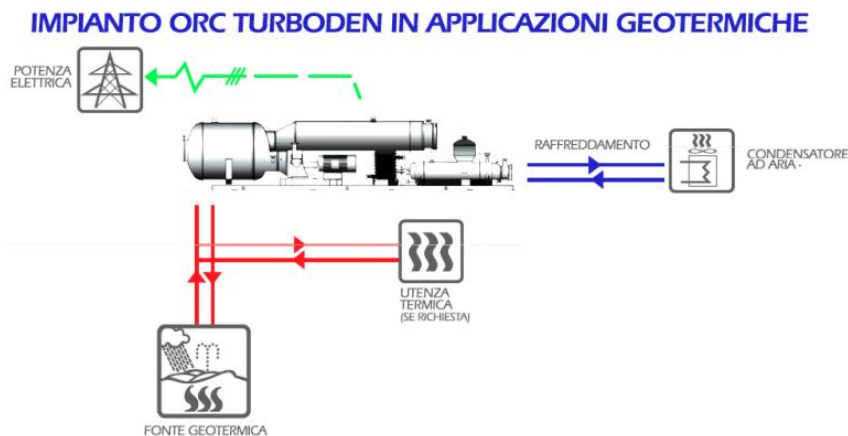 IMPIANTO ORC TURBODEN IN APPLICAZIONI GEOTERMICHE
POTENZA
ELETTRICA
RAFFREDDAMENTO
CONDENSATORE
AD ARIA -
UTENZA
TERMICA
(SE RICHIESTA)
FONTE GEOTERMICA